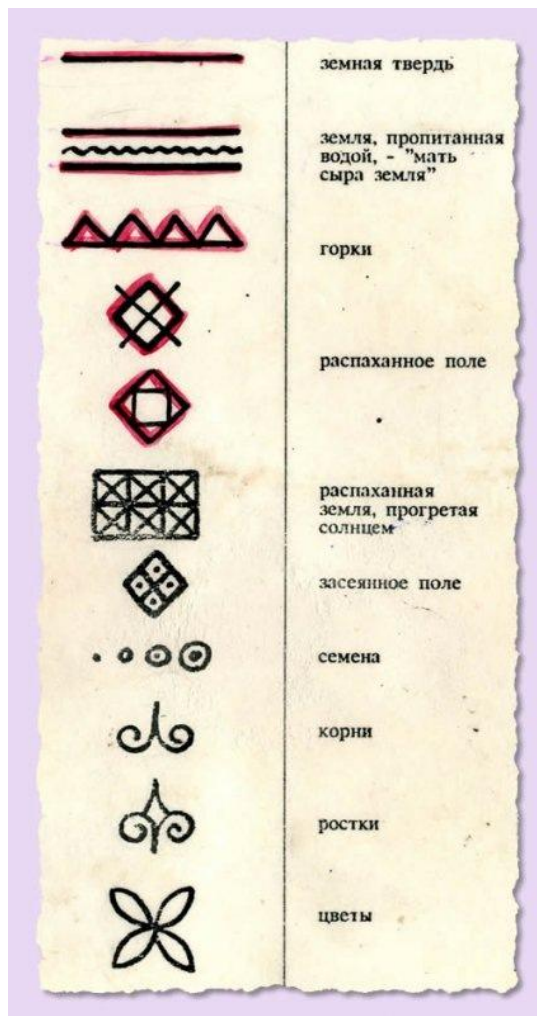 земная твердь
земля, пропитанная
водой, - "мать
сыра земля"
горки
распаханное поле
распаханная
земля, прогретая
солнцем
засеянное поле
семена
корни
ростки
цветы